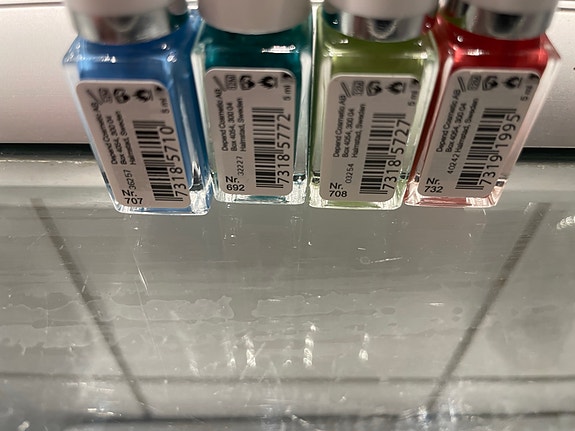 Depend Cosmetic AB
Box 4054, 300 04
Halmstad, Sweden
5 ml
7318 5710
Nr.
707
Depend Cosmetic AB
Box 4054, 300 04
Halmstad, Sweden
5 ml
32227
7318 5772
Nr.
692
Depend Cosmetic AB
Box 4054, 300 04
Halmstad, Sweden
5 ml
7318 5727
Nr.
708
Depend Cosmetic AB
Box 4054, 300 04
Halmstad, Sweden
5 ml
40247
7319 1995
Nr.
732